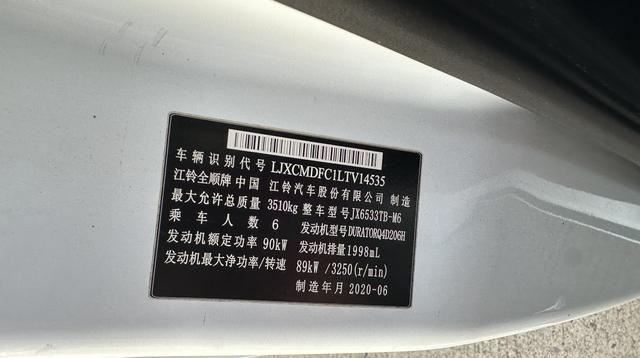 车辆识别代号 LJXCMDFC1LTV14535
江铃全顺牌 中国 江铃汽车股份有限公司 制造
最大允许总质量 3510kg 整车型号 JX6533TB-M6
乘车人数 6 发动机型号 DURATORQ4D206H
发动机额定功率 90kW 发动机排量 1998mL
发动机最大净功率/转速 89kW /3250(r/min)
制造年月 2020-06